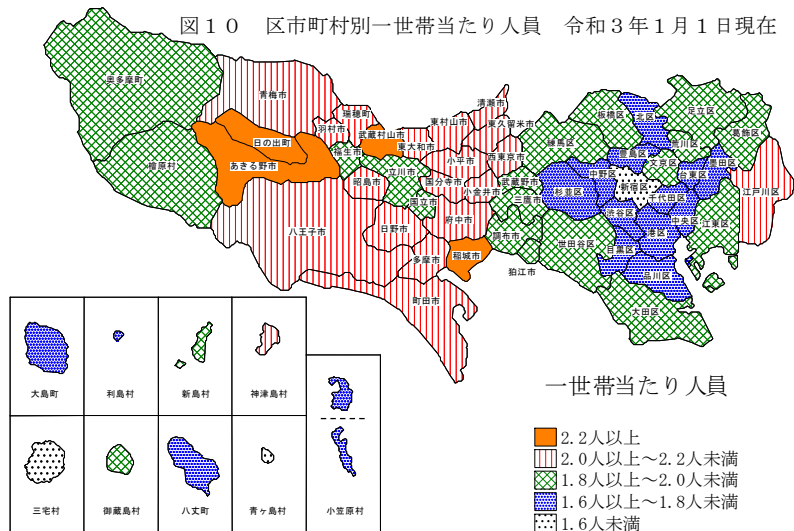 図１０　区市町村別一世帯当たり人員　令和３年１月１日現在
奥多摩町
檜原村
青梅市
日の出町
あきる野市
瑞穂町
羽村市
福生市
武蔵村山市
東大和市
東村山市
清瀬市
東久留米市
小平市
西東京市
昭島市
立川市
国分寺市
小金井市
武蔵野市
三鷹市
国立市
府中市
八王子市
日野市
多摩市
稲城市
調布市
狛江市
町田市
練馬区
板橋区
北区
足立区
葛飾区
荒川区
豊島区
文京区
台東区
墨田区
江戸川区
中野区
杉並区
新宿区
千代田区
渋谷区
中央区
江東区
港区
世田谷区
目黒区
品川区
大田区
大島町
利島村
新島村
神津島村
三宅村
御蔵島村
八丈町
青ヶ島村
小笠原村
一世帯当たり人員
2.2人以上
2.0人以上～2.2人未満
1.8人以上～2.0人未満
1.6人以上～1.8人未満
1.6人未満